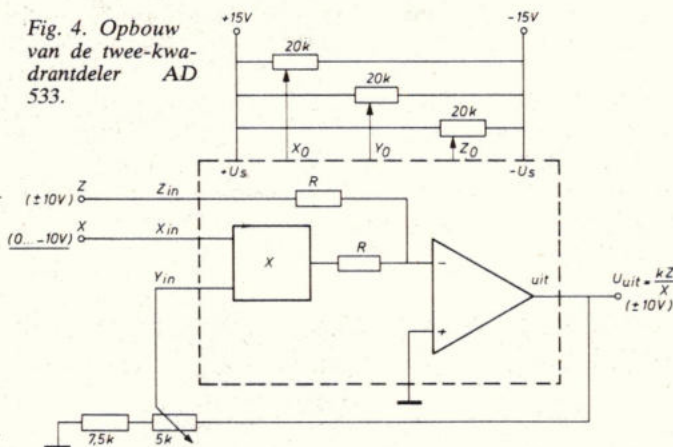 Fig. 4. Opbouw
van de twee-kwa-
drantdeler AD
533.
+15V
-15V
20k
20k
20k
X₀
Y₀
Z₀
+Us
-Us
Z
(±10V)
Zin
R
X
(0...-10V)
Xin
X
R
Yin
-
+
uit
Uuit = kZ/X
(±10V)
7,5k
5k